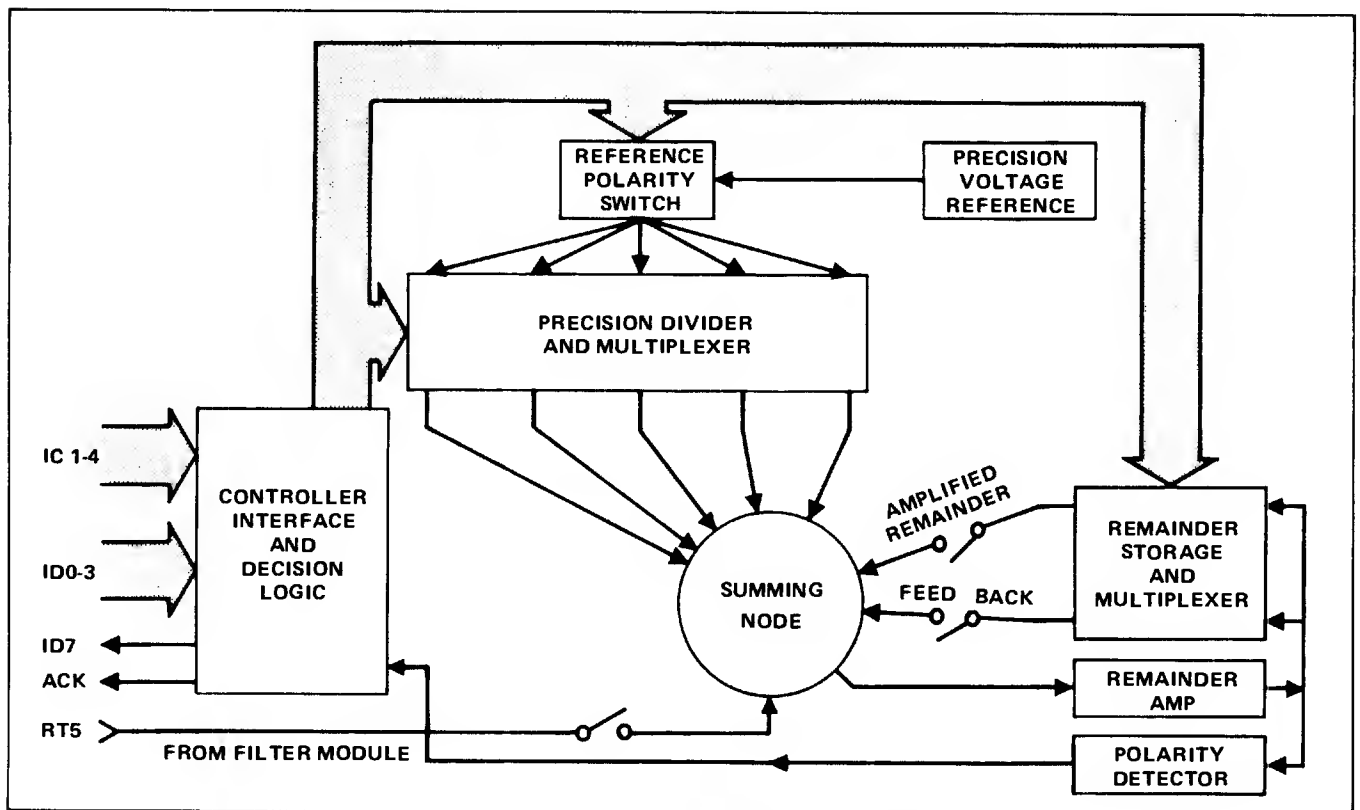 REFERENCE
POLARITY
SWITCH
PRECISION
VOLTAGE
REFERENCE
PRECISION DIVIDER
AND MULTIPLEXER
IC 1-4
ID0-3
ID7
ACK
RT5
CONTROLLER
INTERFACE
AND
DECISION
LOGIC
AMPLIFIED
REMAINDER
FEED BACK
SUMMING
NODE
REMAINDER
STORAGE
AND
MULTIPLEXER
REMAINDER
AMP
POLARITY
DETECTOR
FROM FILTER MODULE